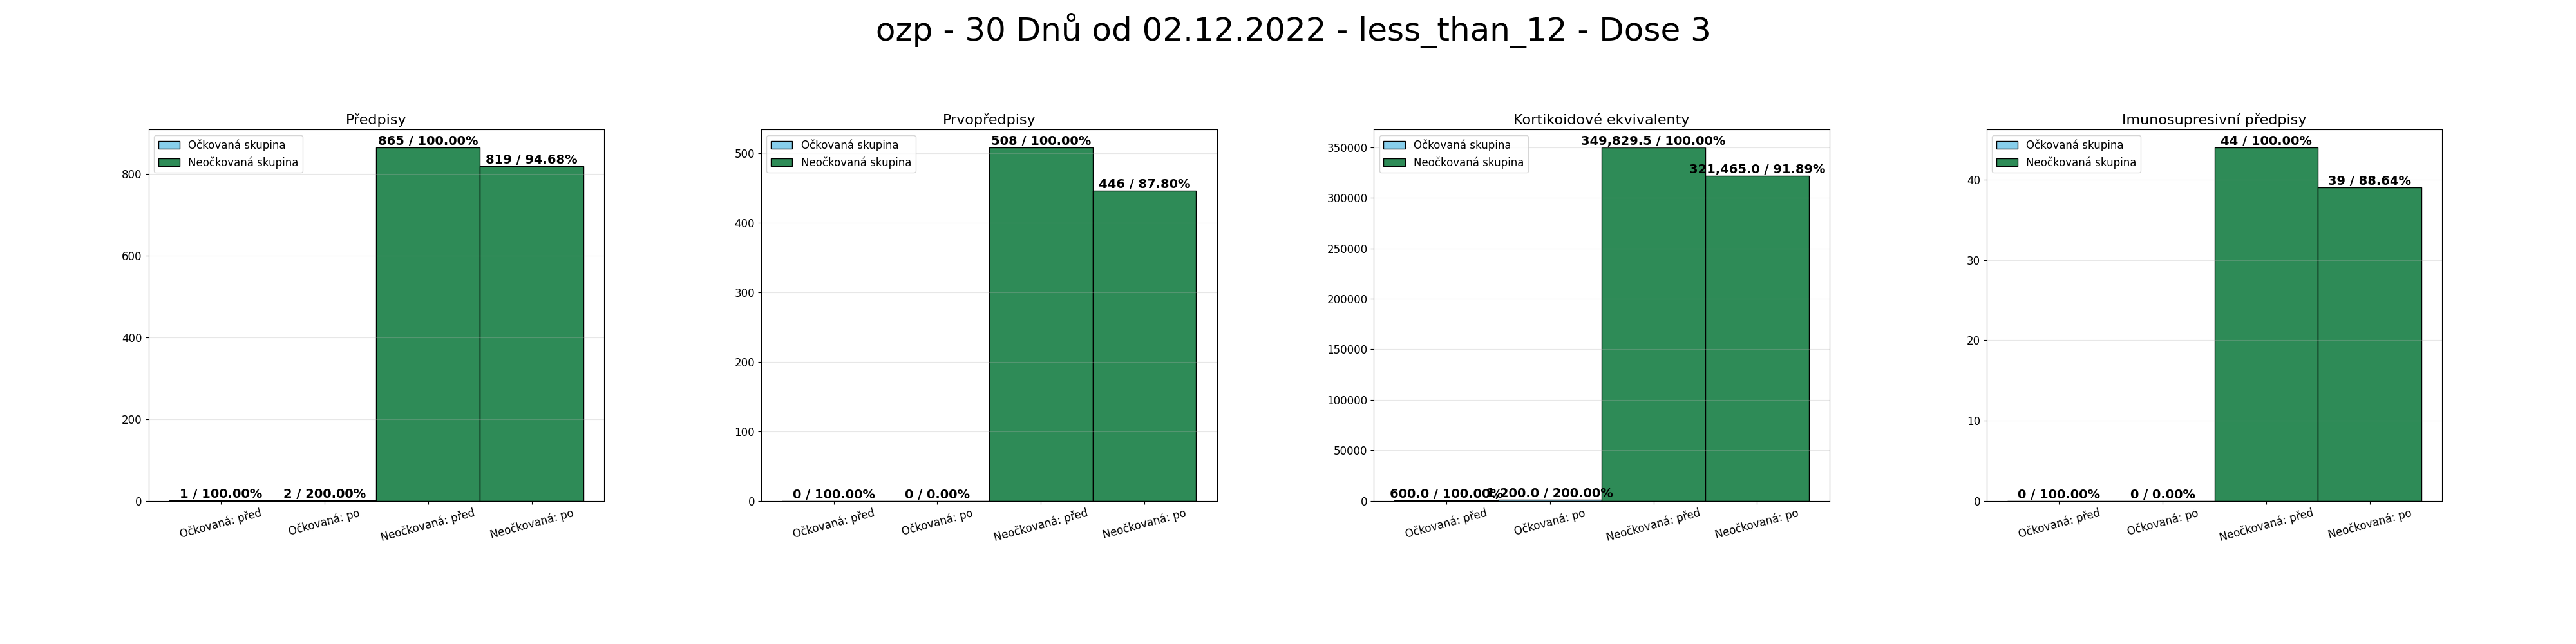 ozp - 30 Dnů od 02.12.2022 - less_than_12 - Dose 3
Předpisy
Očkovaná skupina
Neočkovaná skupina
865 / 100.00%
819 / 94.68%
1 / 100.00%
2 / 200.00%
800
600
400
200
0
Očkovaná: před
Očkovaná: po
Neočkovaná: před
Neočkovaná: po
Prvopředpisy
Očkovaná skupina
Neočkovaná skupina
508 / 100.00%
446 / 87.80%
0 / 100.00%
0 / 0.00%
500
400
300
200
100
0
Očkovaná: před
Očkovaná: po
Neočkovaná: před
Neočkovaná: po
Kortikoidové ekvivalenty
Očkovaná skupina
Neočkovaná skupina
349,829.5 / 100.00%
321,465.0 / 91.89%
600.0 / 100.00%
1,200.0 / 200.00%
350000
300000
250000
200000
150000
100000
50000
0
Očkovaná: před
Očkovaná: po
Neočkovaná: před
Neočkovaná: po
Imunosupresivní předpisy
Očkovaná skupina
Neočkovaná skupina
44 / 100.00%
39 / 88.64%
0 / 100.00%
0 / 0.00%
40
30
20
10
0
Očkovaná: před
Očkovaná: po
Neočkovaná: před
Neočkovaná: po